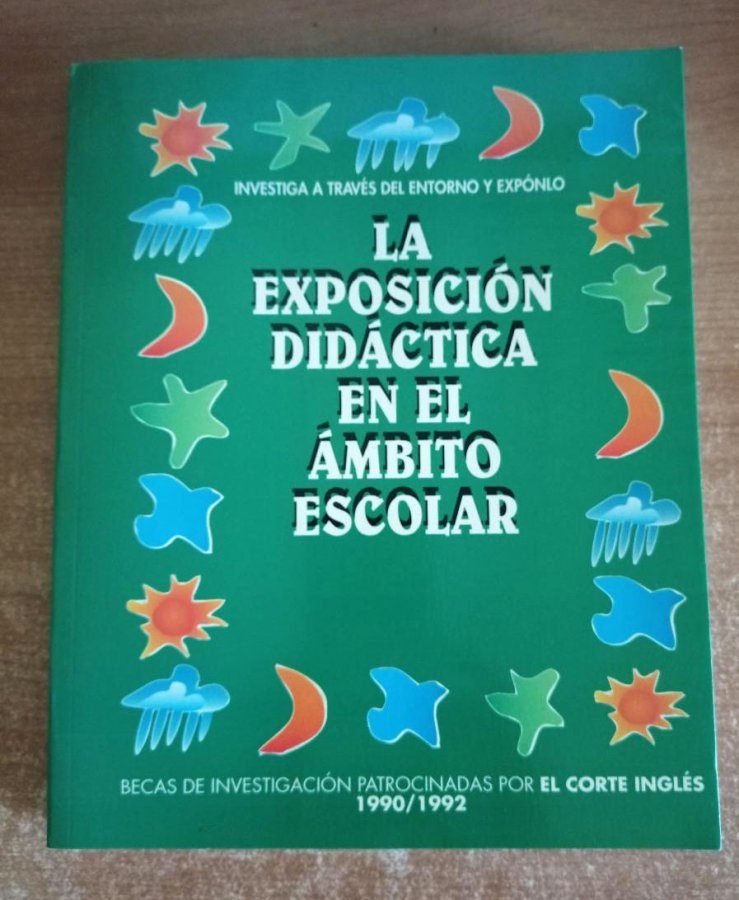 INVESTIGA A TRAVÉS DEL ENTORNO Y EXPÓNLO
LA
EXPOSICIÓN
DIDÁCTICA
EN EL
ÁMBITO
ESCOLAR
BECAS DE INVESTIGACIÓN PATROCINADAS POR EL CORTE INGLÉS
1990/1992